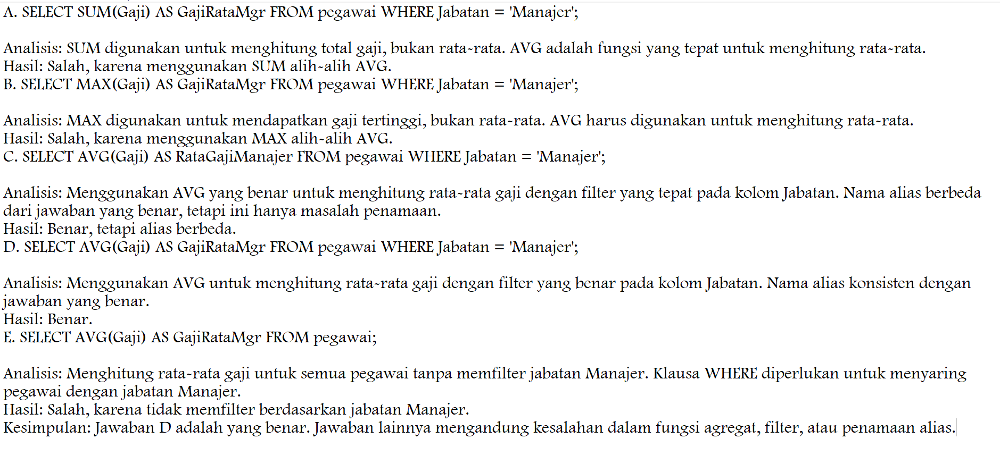 A. SELECT SUM(Gaji) AS GajiRataMgr FROM pegawai WHERE Jabatan = 'Manajer';
Analisis: SUM digunakan untuk menghitung total gaji, bukan rata-rata. AVG adalah fungsi yang tepat untuk menghitung rata-rata.
Hasil: Salah, karena menggunakan SUM alih-alih AVG.
B. SELECT MAX(Gaji) AS GajiRataMgr FROM pegawai WHERE Jabatan = 'Manajer';
Analisis: MAX digunakan untuk mendapatkan gaji tertinggi, bukan rata-rata. AVG harus digunakan untuk menghitung rata-rata.
Hasil: Salah, karena menggunakan MAX alih-alih AVG.
C. SELECT AVG(Gaji) AS RataGajiManajer FROM pegawai WHERE Jabatan = 'Manajer';
Analisis: Menggunakan AVG yang benar untuk menghitung rata-rata gaji dengan filter yang tepat pada kolom Jabatan. Nama alias berbeda
dari jawaban yang benar, tetapi ini hanya masalah penamaan.
Hasil: Benar, tetapi alias berbeda.
D. SELECT AVG(Gaji) AS GajiRataMgr FROM pegawai WHERE Jabatan = 'Manajer';
Analisis: Menggunakan AVG untuk menghitung rata-rata gaji dengan filter yang benar pada kolom Jabatan. Nama alias konsisten dengan
jawaban yang benar.
Hasil: Benar.
E. SELECT AVG(Gaji) AS GajiRataMgr FROM pegawai;
Analisis: Menghitung rata-rata gaji untuk semua pegawai tanpa memfilter jabatan Manajer. Klausa WHERE diperlukan untuk menyaring
pegawai dengan jabatan Manajer.
Hasil: Salah, karena tidak memfilter berdasarkan jabatan Manajer.
Kesimpulan: Jawaban D adalah yang benar. Jawaban lainnya mengandung kesalahan dalam fungsi agregat, filter, atau penamaan alias.